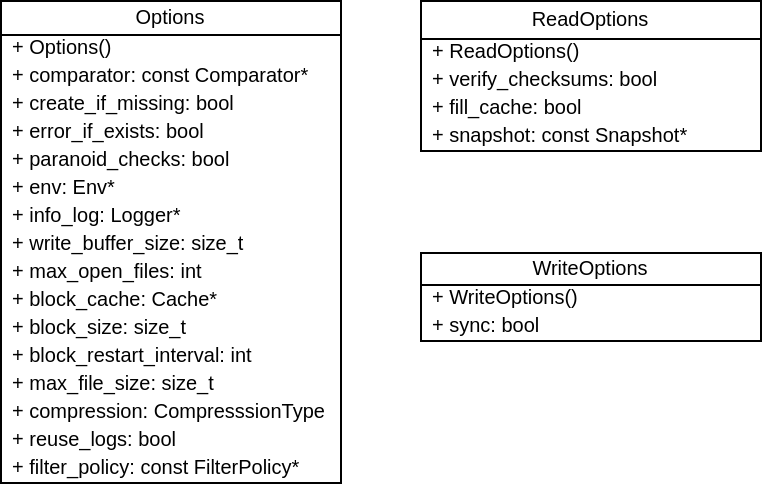 Options
+ Options()
+ comparator: const Comparator*
+ create_if_missing: bool
+ error_if_exists: bool
+ paranoid_checks: bool
+ env: Env*
+ info_log: Logger*
+ write_buffer_size: size_t
+ max_open_files: int
+ block_cache: Cache*
+ block_size: size_t
+ block_restart_interval: int
+ max_file_size: size_t
+ compression: CompresssionType
+ reuse_logs: bool
+ filter_policy: const FilterPolicy*
ReadOptions
+ ReadOptions()
+ verify_checksums: bool
+ fill_cache: bool
+ snapshot: const Snapshot*
WriteOptions
+ WriteOptions()
+ sync: bool